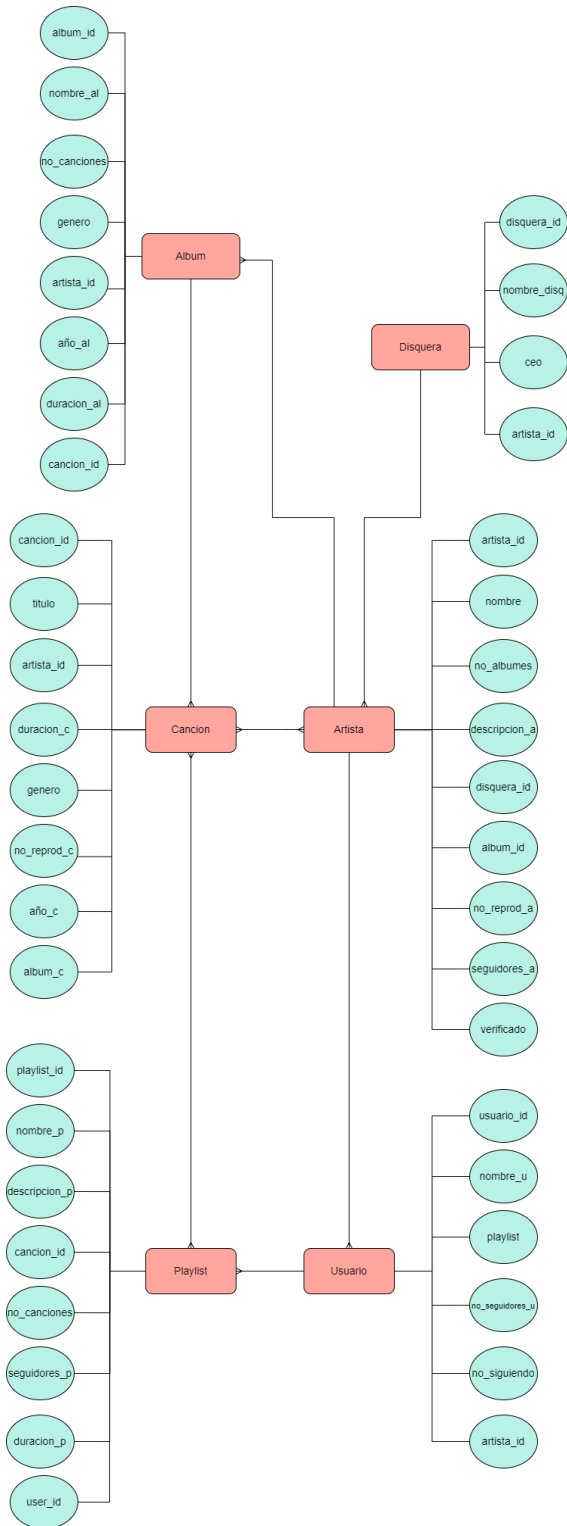 album_id
nombre_al
no_canciones
genero
artista_id
año_al
duracion_al
cancion_id
Album
Disquera
disquera_id
nombre_disq
ceo
artista_id
cancion_id
titulo
artista_id
duracion_c
genero
no_reprod_c
año_c
album_c
Cancion
Artista
artista_id
nombre
no_albumes
descripcion_a
disquera_id
album_id
no_reprod_a
seguidores_a
verificado
playlist_id
nombre_p
descripcion_p
cancion_id
no_canciones
seguidores_p
duracion_p
user_id
Playlist
Usuario
usuario_id
nombre_u
playlist
no_seguidores_u
no_siguiendo
artista_id